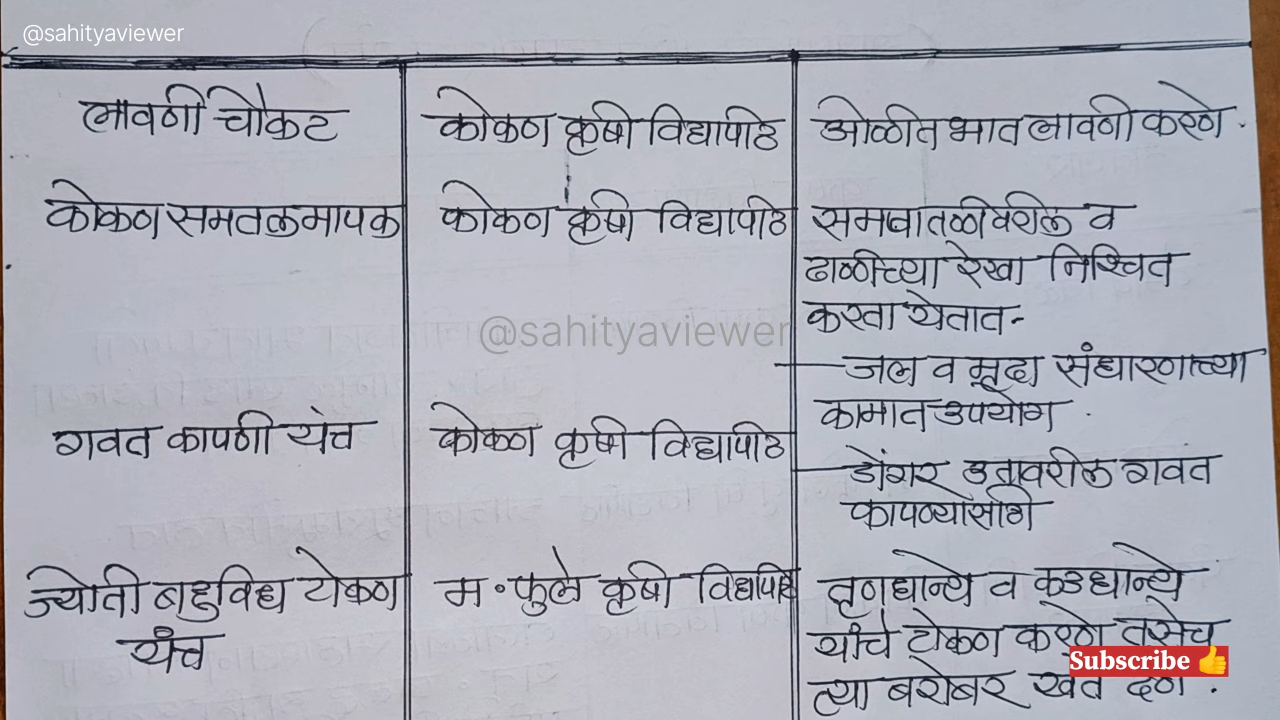 @sahityaviewer
लावणी चौकट
कोकण कृषी विद्यापीठ
ओळीत भात लावणी करणे.
कोकण समतलमापक
कोकण कृषी विद्यापीठ
समपातळीवरील व
ढाळीच्या रेखा निश्चित
करता येतात-
@sahityaviewer
— जल व मृदा संधारणाच्या
कामात उपयोग.
गवत कापणी यंत्र
कोकण कृषी विद्यापीठ
— डोंगर उतावरील गवत
कापण्यासाठी
ज्योती बहुविध टोकण
यंत्र
म. फुले कृषी विद्यापीठ
तृणधान्ये व कडधान्ये
यांचे टोकण करणे तसेच
त्या बरोबर खत देणे.
Subscribe 👍